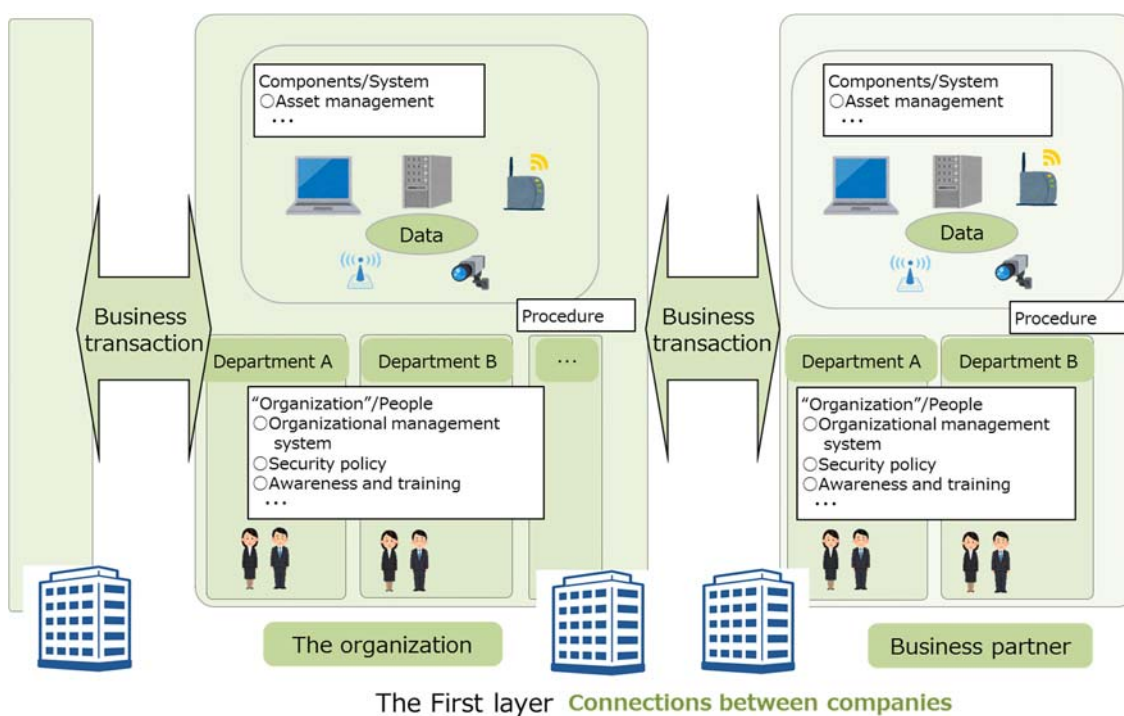 Components/System
○Asset management
･･･
Data
Procedure
Business
transaction
Department A
Department B
･･･
“Organization”/People
○Organizational management
system
○Security policy
○Awareness and training
･･･
The organization
Business
transaction
Components/System
○Asset management
･･･
Data
Procedure
Department A
Department B
“Organization”/People
○Organizational management
system
○Security policy
○Awareness and training
･･･
Business partner
The First layer Connections between companies